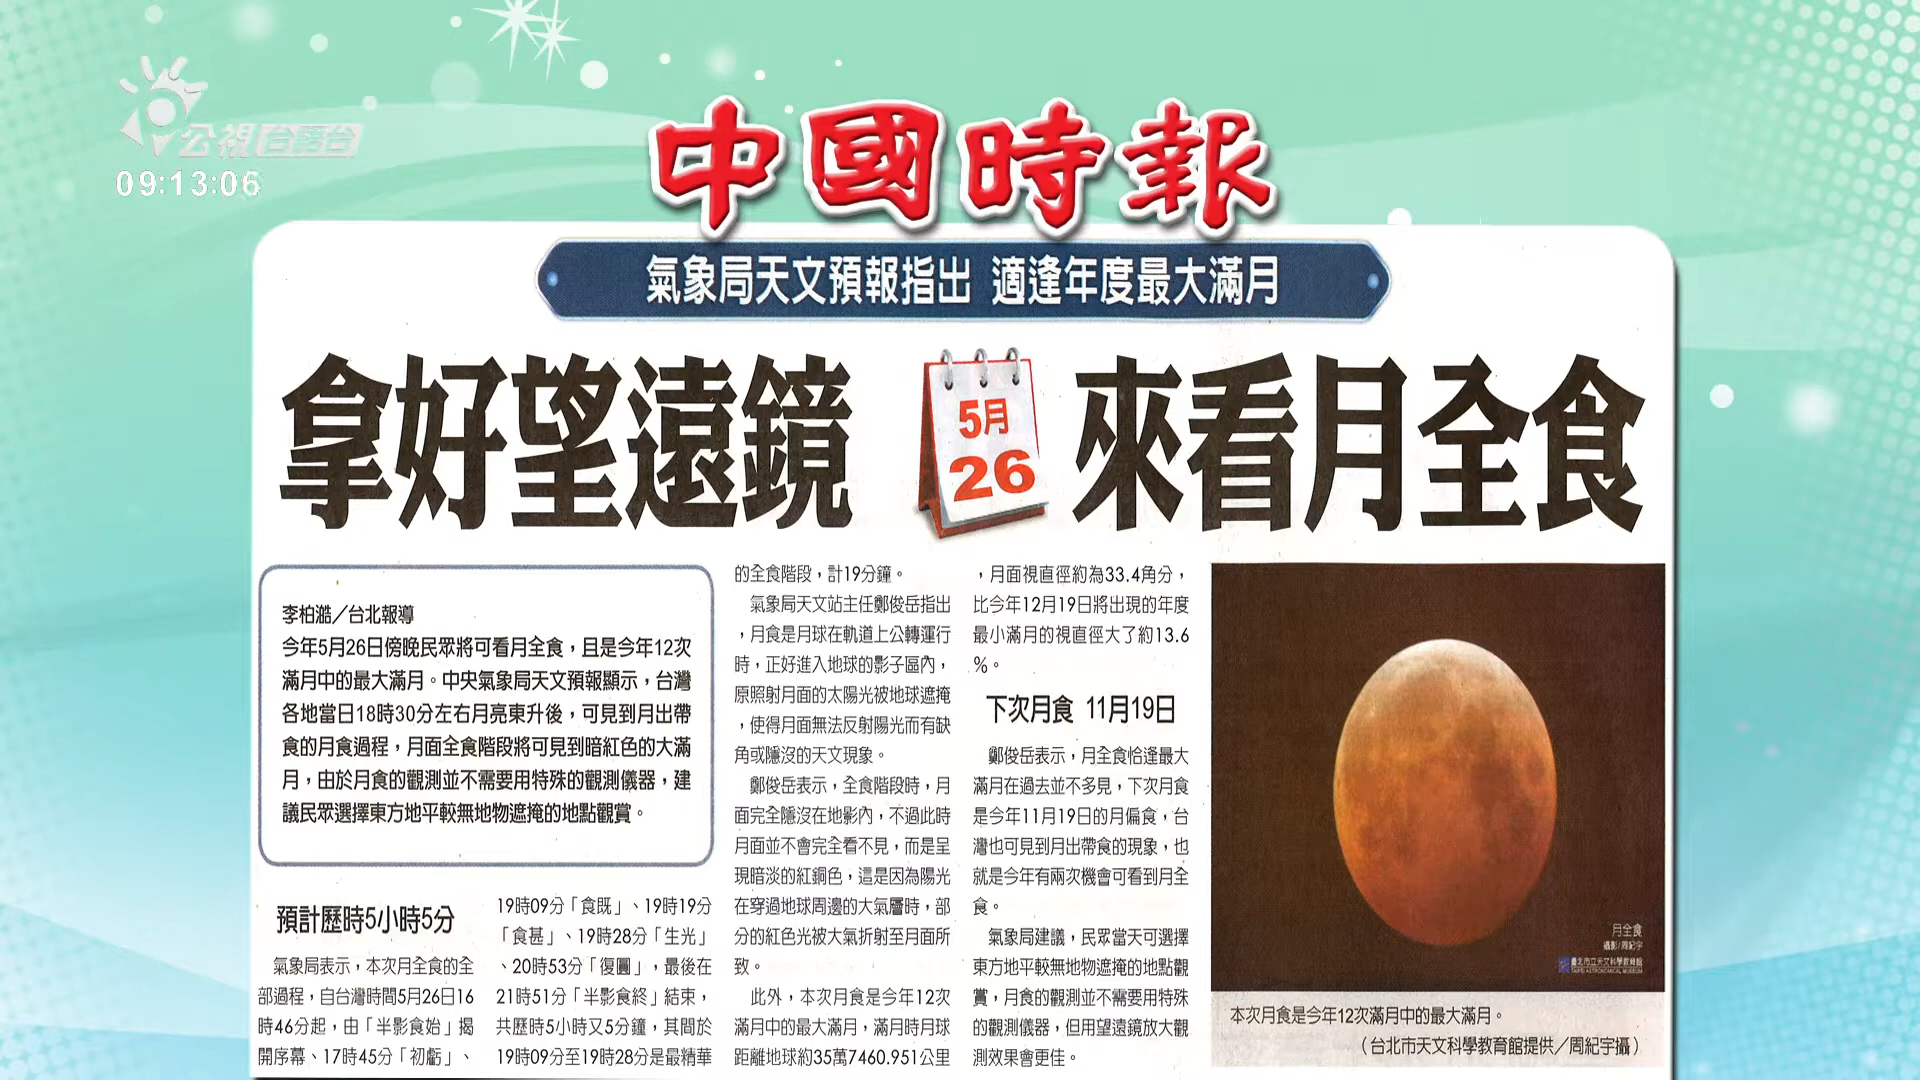 公視台語台
09:13:06
中國時報
氣象局天文預報指出 適逢年度最大滿月
拿好望遠鏡 來看月全食
5月
26
李柏澔／台北報導
今年5月26日傍晚民眾將可看月全食，且是今年12次
滿月中的最大滿月。中央氣象局天文預報顯示，台灣
各地當日18時30分左右月亮東升後，可見到月出帶
食的月食過程，月面全食階段將可見到暗紅色的大滿
月，由於月食的觀測並不需要用特殊的觀測儀器，建
議民眾選擇東方地平較無地物遮掩的地點觀賞。
預計歷時5小時5分
氣象局表示，本次月全食的全
部過程，自台灣時間5月26日16
時46分起，由「半影食始」揭
開序幕、17時45分「初虧」、
19時09分「食既」、19時19分
「食甚」、19時28分「生光」
、20時53分「復圓」，最後在
21時51分「半影食終」結束，
共歷時5小時又5分鐘，其間於
19時09分至19時28分是最精華
的全食階段，計19分鐘。
氣象局天文站主任鄭俊岳指出
，月食是月球在軌道上公轉運行
時，正好進入地球的影子區內，
原照射月面的太陽光被地球遮掩
，使得月面無法反射陽光而有缺
角或隱沒的天文現象。
鄭俊岳表示，全食階段時，月
面完全隱沒在地影內，不過此時
月面並不會完全看不見，而是呈
現暗淡的紅銅色，這是因為陽光
在穿過地球周邊的大氣層時，部
分的紅色光被大氣折射至月面所
致。
此外，本次月食是今年12次
滿月中的最大滿月，滿月時月球
距離地球約35萬7460.951公里
，月面視直徑約為33.4角分，
比今年12月19日將出現的年度
最小滿月的視直徑大了約13.6
％。
下次月食 11月19日
鄭俊岳表示，月全食恰逢最大
滿月在過去並不多見，下次月食
是今年11月19日的月偏食，台
灣也可見到月出帶食的現象，也
就是今年有兩次機會可看到月全
食。
氣象局建議，民眾當天可選擇
東方地平較無地物遮掩的地點觀
賞，月食的觀測並不需要用特殊
的觀測儀器，但用望遠鏡放大觀
測效果會更佳。
月全食
攝影/周紀宇
臺北市立天文科學教育館
TAIPEI ASTRONOMICAL MUSEUM
本次月食是今年12次滿月中的最大滿月。
（台北市天文科學教育館提供／周紀宇攝）